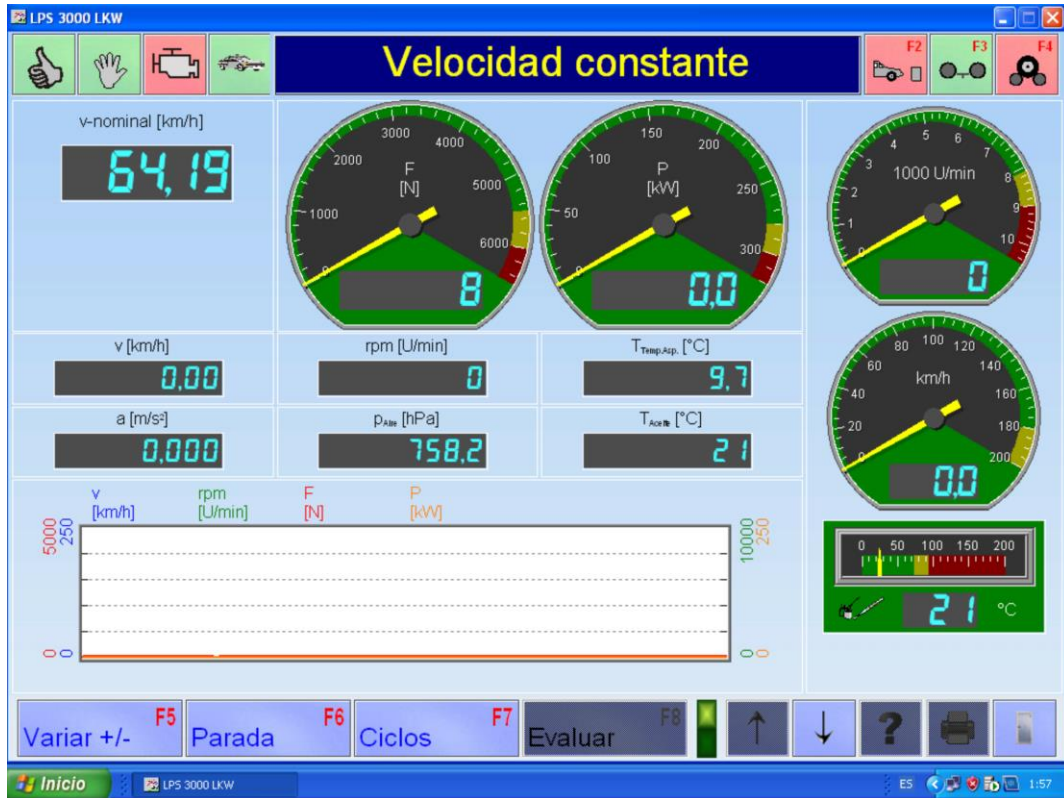 LPS 3000 LKW
Velocidad constante
F2
F3
F4
v-nominal [km/h]
64,19
0
1000
2000
3000
4000
5000
6000
F
[N]
8
0
50
100
150
200
250
300
P
[kW]
0,0
0
1
2
3
4
5
6
7
8
9
10
1000 U/min
0
v [km/h]
0,00
rpm [U/min]
0
TTemp.Asp. [°C]
9,7
a [m/s²]
0,000
[hPa]
758,2
TAceite [°C]
21
0
20
40
60
80
100
120
140
160
180
200
km/h
0,0
v
[km/h]
rpm
[U/min]
F
[N]
P
[kW]
5000
250
10000
250
0
0
0
0
0 50 100 150 200
21 °C
Variar +/- F5
Parada F6
Ciclos F7
Evaluar F8
?
Inicio
LPS 3000 LKW
ES
1:57